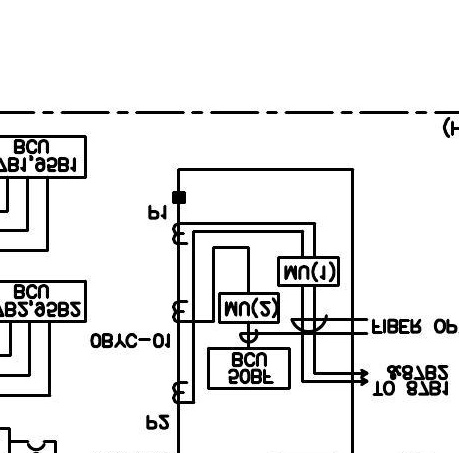 P2
TO 87B1
&87B2
50BF
BCU
0BYC-01
FIBER OP
MU(2)
7B2,95B2
BCU
MU(1)
P1
7B1,95B1
BCU
(H